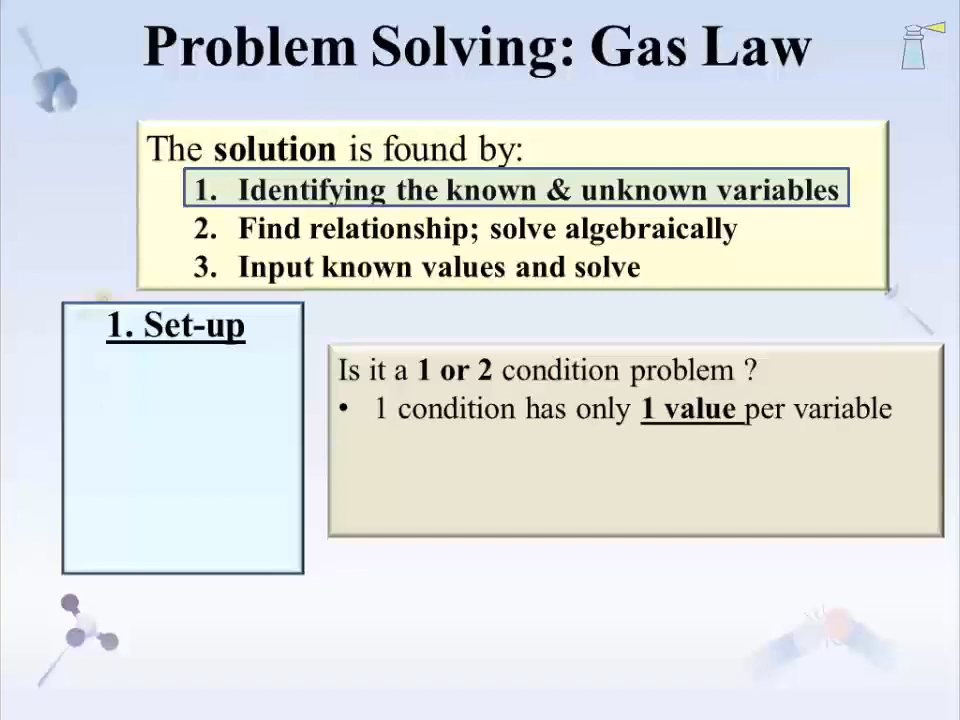 Problem Solving: Gas Law
The solution is found by:
1. Identifying the known & unknown variables
2. Find relationship; solve algebraically
3. Input known values and solve
1. Set-up
Is it a 1 or 2 condition problem ?
• 1 condition has only 1 value per variable